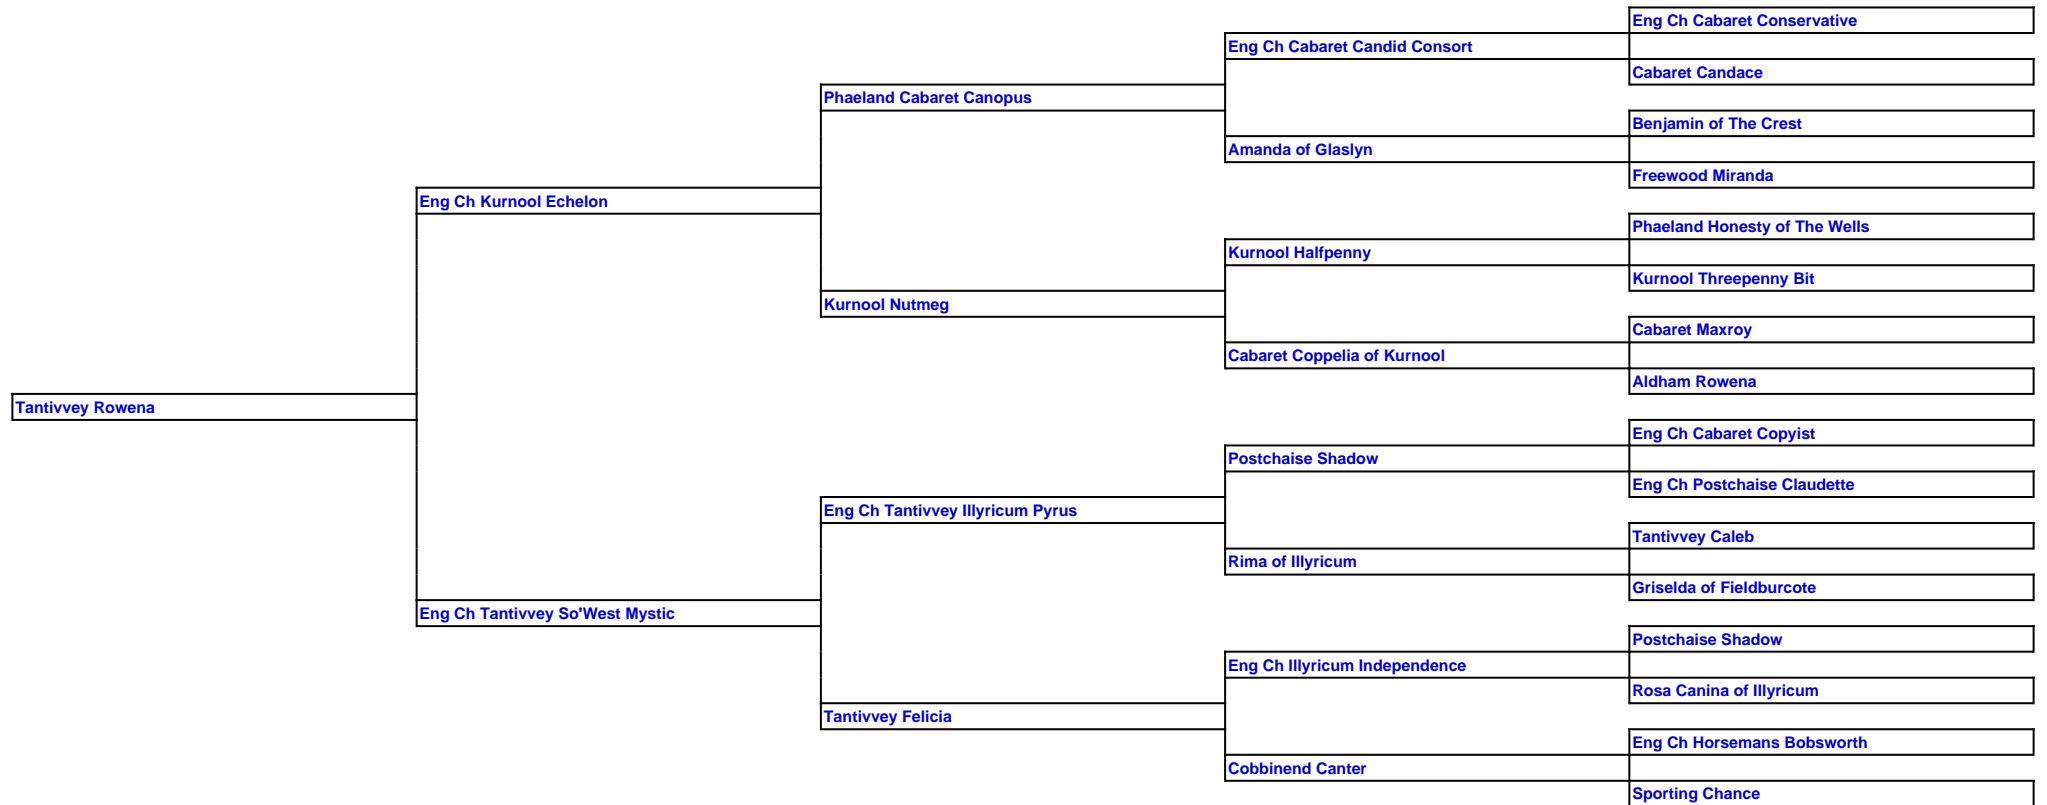 Eng Ch Cabaret Conservative
Eng Ch Cabaret Candid Consort
Cabaret Candace
Phaeland Cabaret Canopus
Benjamin of The Crest
Amanda of Glaslyn
Freewood Miranda
Eng Ch Kurnool Echelon
Phaeland Honesty of The Wells
Kurnool Halfpenny
Kurnool Threepenny Bit
Kurnool Nutmeg
Cabaret Maxroy
Cabaret Coppelia of Kurnool
Aldham Rowena
Tantivvey Rowena
Eng Ch Cabaret Copyist
Postchaise Shadow
Eng Ch Postchaise Claudette
Eng Ch Tantivvey Illyricum Pyrus
Tantivvey Caleb
Rima of Illyricum
Griselda of Fieldburcote
Eng Ch Tantivvey So'West Mystic
Postchaise Shadow
Eng Ch Illyricum Independence
Rosa Canina of Illyricum
Tantivvey Felicia
Eng Ch Horsemans Bobsworth
Cobbinend Canter
Sporting Chance